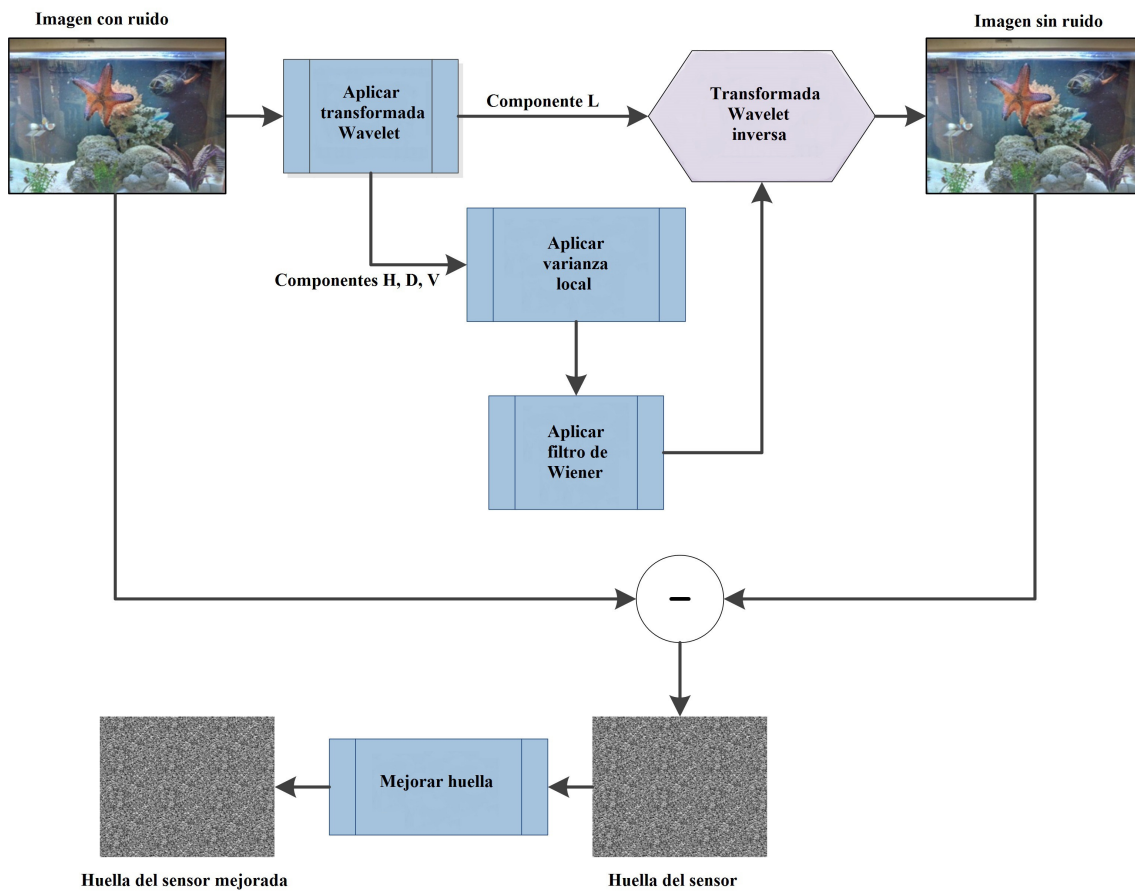 Imagen con ruido
Imagen sin ruido
Aplicar
transformada
Wavelet
Componente L
Transformada
Wavelet
inversa
Componentes H, D, V
Aplicar
varianza
local
Aplicar
filtro de
Wiener
–
Mejorar huella
Huella del sensor mejorada
Huella del sensor